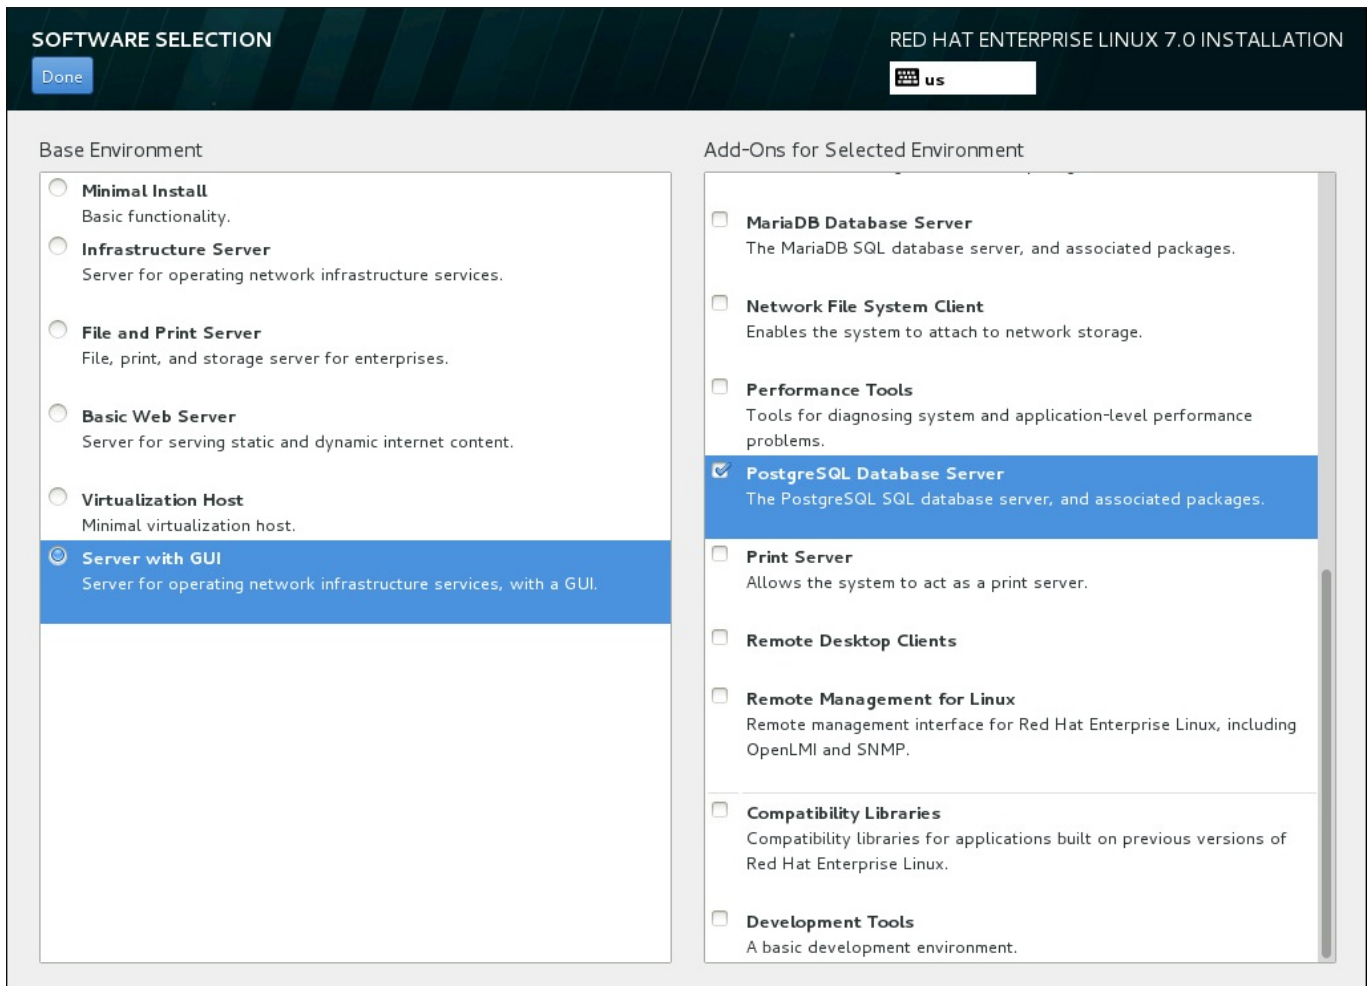 SOFTWARE SELECTION
RED HAT ENTERPRISE LINUX 7.0 INSTALLATION
Done
us
Base Environment
Minimal Install
Basic functionality.
Infrastructure Server
Server for operating network infrastructure services.
File and Print Server
File, print, and storage server for enterprises.
Basic Web Server
Server for serving static and dynamic internet content.
Virtualization Host
Minimal virtualization host.
Server with GUI
Server for operating network infrastructure services, with a GUI.
Add-Ons for Selected Environment
MariaDB Database Server
The MariaDB SQL database server, and associated packages.
Network File System Client
Enables the system to attach to network storage.
Performance Tools
Tools for diagnosing system and application-level performance
problems.
PostgreSQL Database Server
The PostgreSQL SQL database server, and associated packages.
Print Server
Allows the system to act as a print server.
Remote Desktop Clients
Remote Management for Linux
Remote management interface for Red Hat Enterprise Linux, including
OpenLMI and SNMP.
Compatibility Libraries
Compatibility libraries for applications built on previous versions of
Red Hat Enterprise Linux.
Development Tools
A basic development environment.